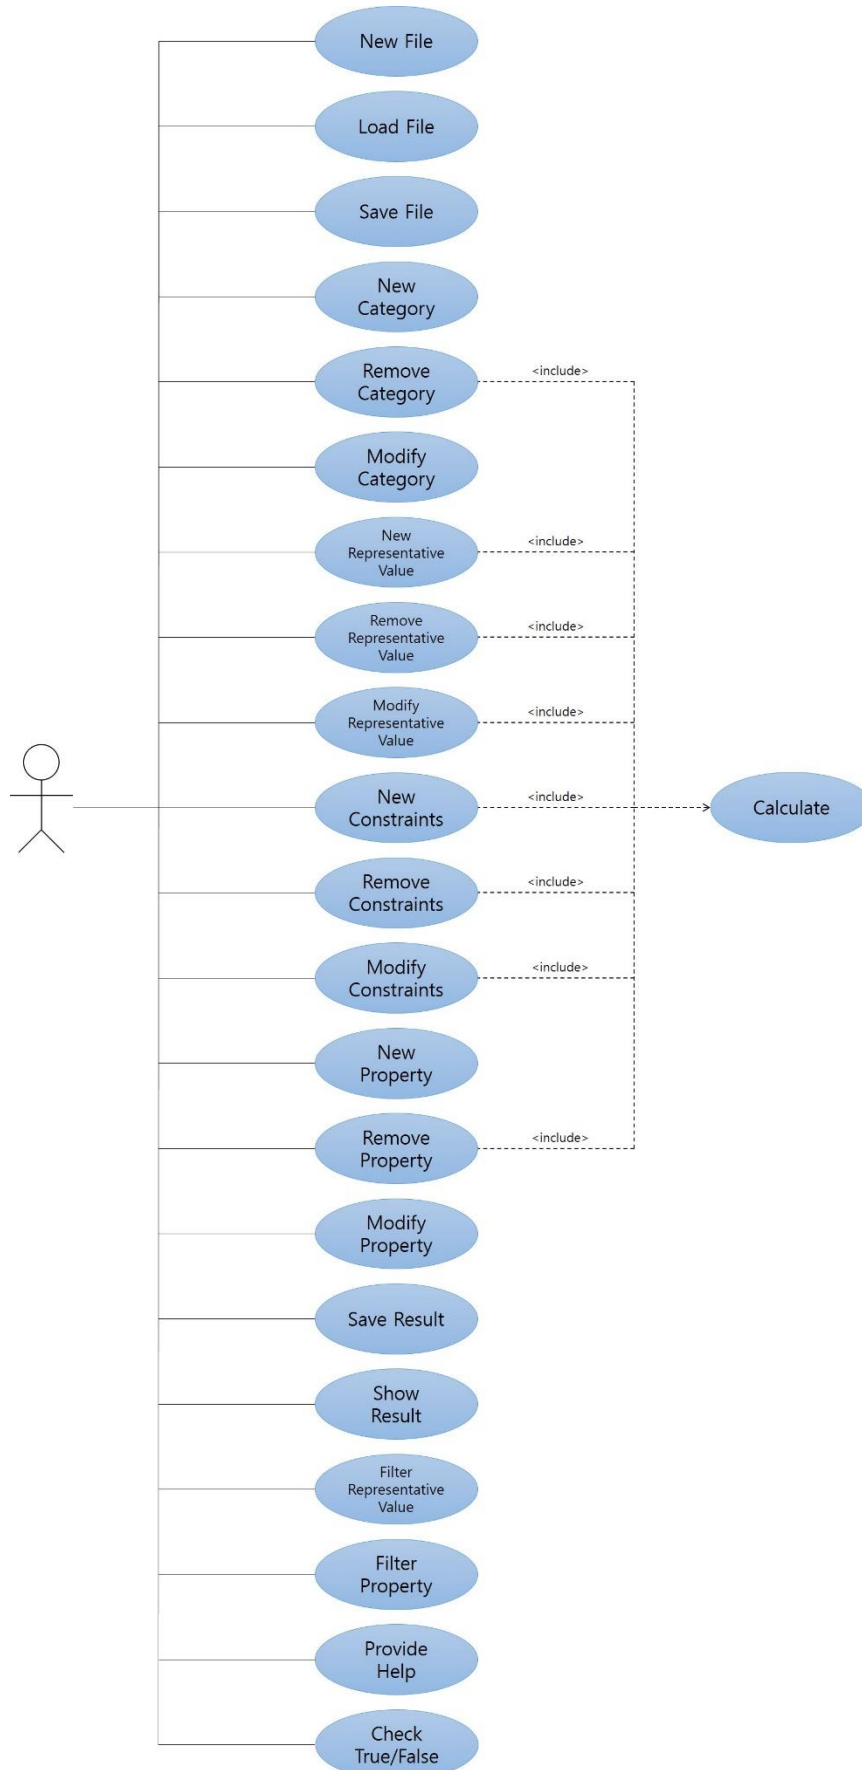 New File
Load File
Save File
New
Category
Remove
Category
<include>
Modify
Category
New
Representative
Value
<include>
Remove
Representative
Value
<include>
Modify
Representative
Value
<include>
New
Constraints
<include>
Calculate
Remove
Constraints
<include>
Modify
Constraints
<include>
New
Property
Remove
Property
<include>
Modify
Property
Save Result
Show
Result
Filter
Representative
Value
Filter
Property
Provide
Help
Check
True/False